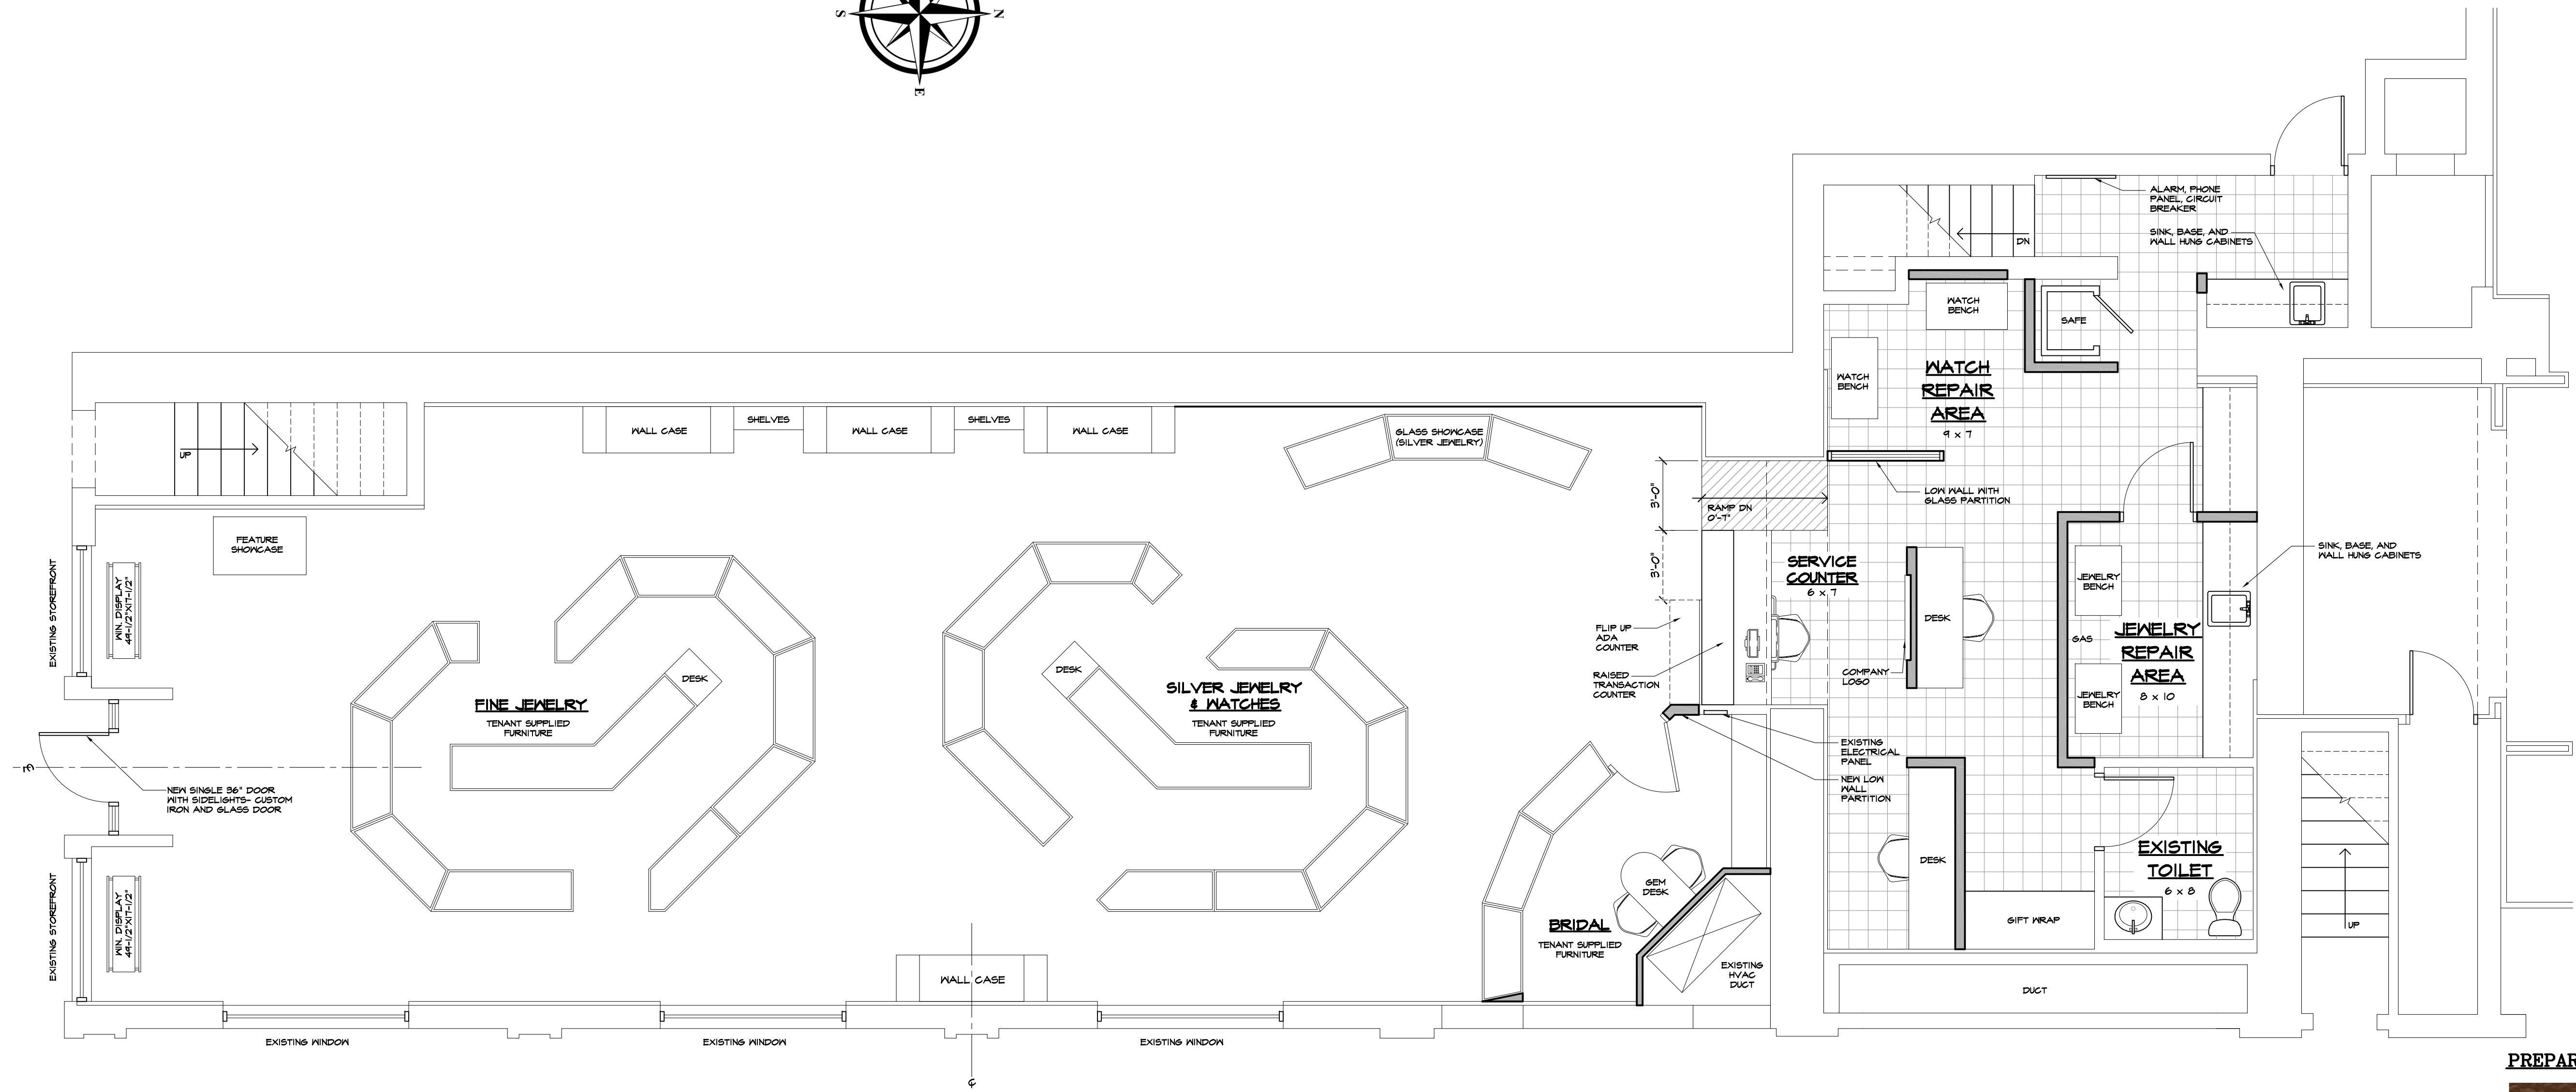 S
N
E
ALARM, PHONE
PANEL, CIRCUIT
BREAKER
SINK, BASE, AND
WALL HUNG CABINETS
DN
WATCH
BENCH
SAFE
WATCH
BENCH
WATCH
REPAIR
AREA
9 x 7
UP
WALL CASE
SHELVES
WALL CASE
SHELVES
WALL CASE
GLASS SHOWCASE
(SILVER JEWELRY)
3'-0"
RAMP DN
0'-7"
LOW WALL WITH
GLASS PARTITION
FEATURE
SHOWCASE
EXISTING STOREFRONT
WIN. DISPLAY
49-1/2"X17-1/2"
3'-0"
SERVICE
COUNTER
6 x 7
SINK, BASE, AND
WALL HUNG CABINETS
JEWELRY
BENCH
DESK
GAS
JEWELRY
REPAIR
AREA
8 x 10
JEWELRY
BENCH
FLIP UP
ADA
COUNTER
RAISED
TRANSACTION
COUNTER
COMPANY
LOGO
DESK
DESK
FINE JEWELRY
TENANT SUPPLIED
FURNITURE
SILVER JEWELRY
& WATCHES
TENANT SUPPLIED
FURNITURE
EXISTING
ELECTRICAL
PANEL
NEW LOW
WALL
PARTITION
NEW SINGLE 36" DOOR
WITH SIDELIGHTS- CUSTOM
IRON AND GLASS DOOR
EXISTING STOREFRONT
WIN. DISPLAY
49-1/2"X17-1/2"
DESK
EXISTING
TOILET
6 x 8
GEM
DESK
BRIDAL
TENANT SUPPLIED
FURNITURE
GIFT WRAP
UP
WALL CASE
EXISTING
HVAC
DUCT
DUCT
EXISTING WINDOW
EXISTING WINDOW
EXISTING WINDOW
PREPAR